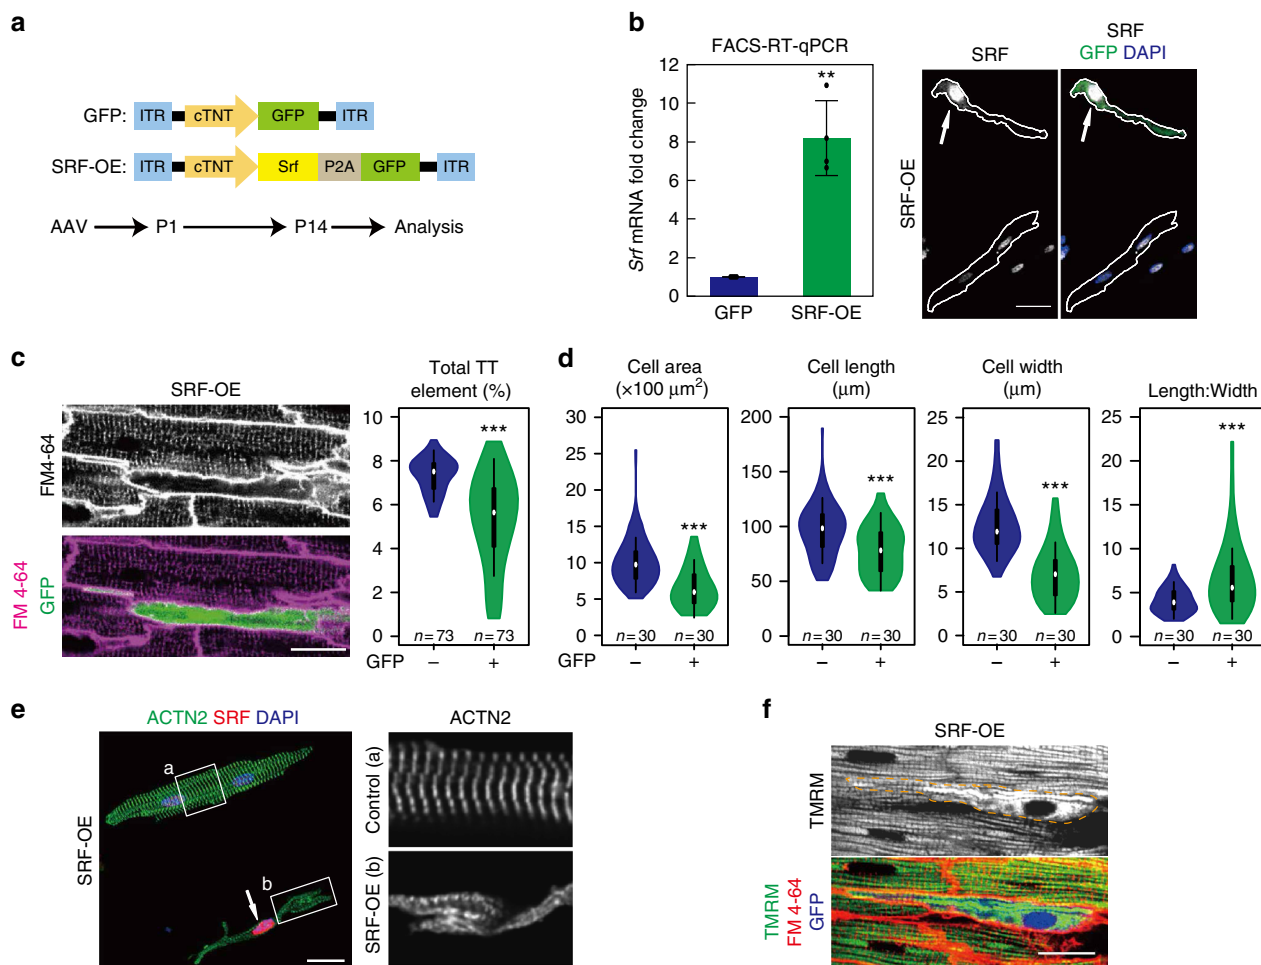 a
GFP: ITR cTNT GFP ITR
SRF-OE: ITR cTNT Srf P2A GFP ITR
AAV P1 P14 Analysis
b
FACS-RT-qPCR
Srf mRNA fold change
12
10
8
6
4
2
0
**
GFP SRF-OE
SRF
SRF
GFP DAPI
SRF-OE
c
SRF-OE
FM4-64
FM 4-64
GFP
Total TT
element (%)
10
8
6
4
2
0
***
n=73 n=73
GFP − +
d
Cell area
(×100 µm²)
30
25
20
15
10
5
0
***
n=30 n=30
GFP − +
Cell length
(µm)
200
150
100
50
0
***
n=30 n=30
− +
Cell width
(µm)
25
20
15
10
5
0
***
n=30 n=30
− +
Length:Width
25
20
15
10
5
0
***
n=30 n=30
− +
e
ACTN2 SRF DAPI
SRF-OE
a
b
ACTN2
Control (a)
SRF-OE (b)
f
SRF-OE
TMRM
TMRM
FM 4-64
GFP